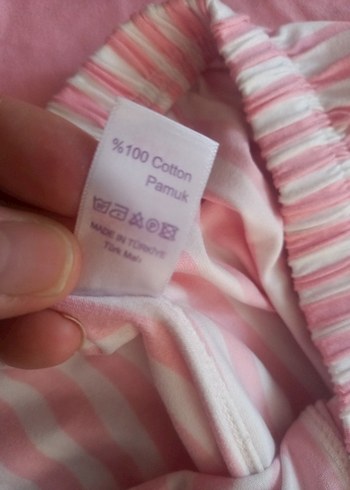 %100 Cotton
Pamuk
MADE IN TÜRKİYE
Türk Malı